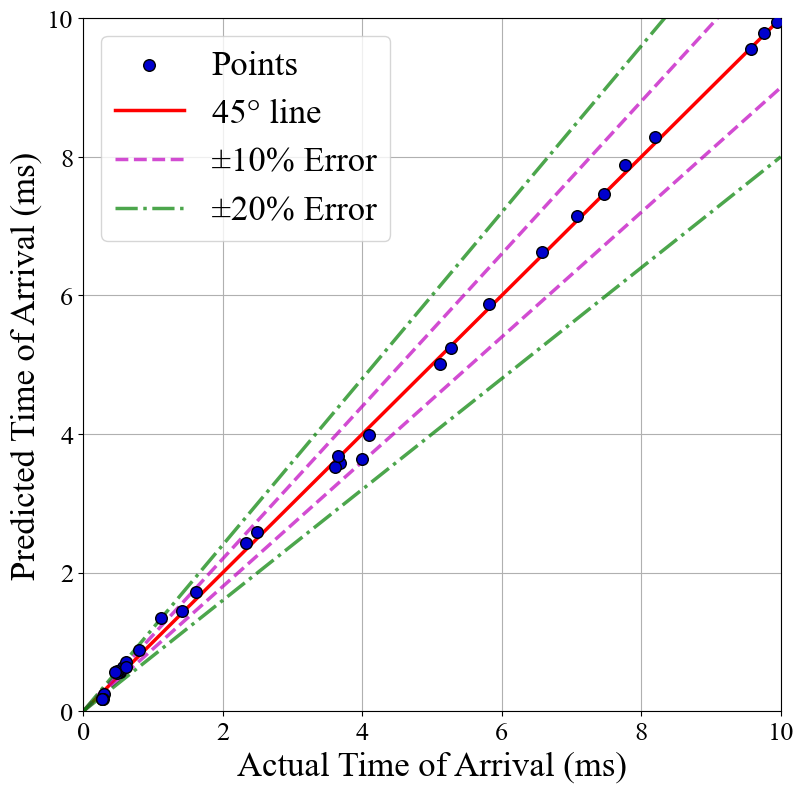 Points
45° line
±10% Error
±20% Error
10
8
6
4
2
0
0 2 4 6 8 10
Predicted Time of Arrival (ms)
Actual Time of Arrival (ms)